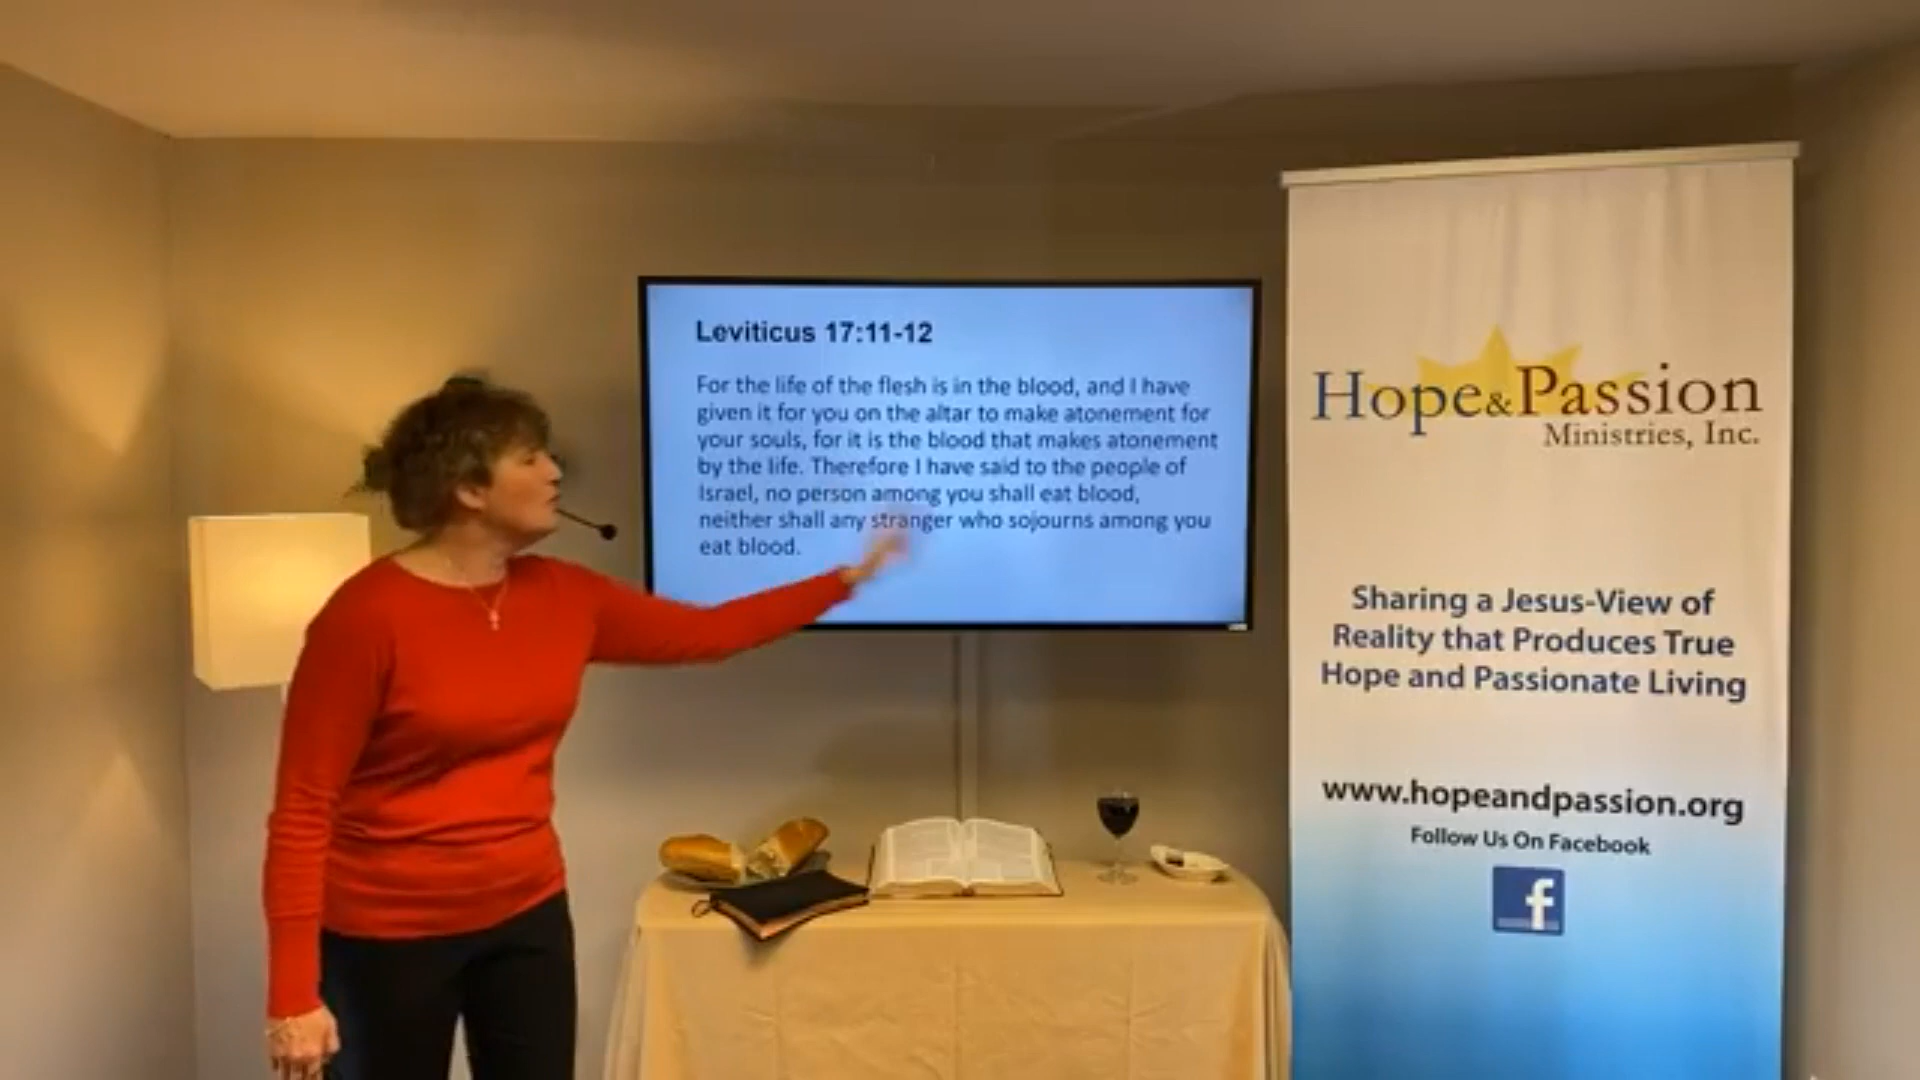 Leviticus 17:11-12
For the life of the flesh is in the blood, and I have
given it for you on the altar to make atonement for
your souls, for it is the blood that makes atonement
by the life. Therefore I have said to the people of
Israel, no person among you shall eat blood,
neither shall any stranger who sojourns among you
eat blood.
Hope&Passion
Ministries, Inc.
Sharing a Jesus-View of
Reality that Produces True
Hope and Passionate Living
www.hopeandpassion.org
Follow Us On Facebook
f